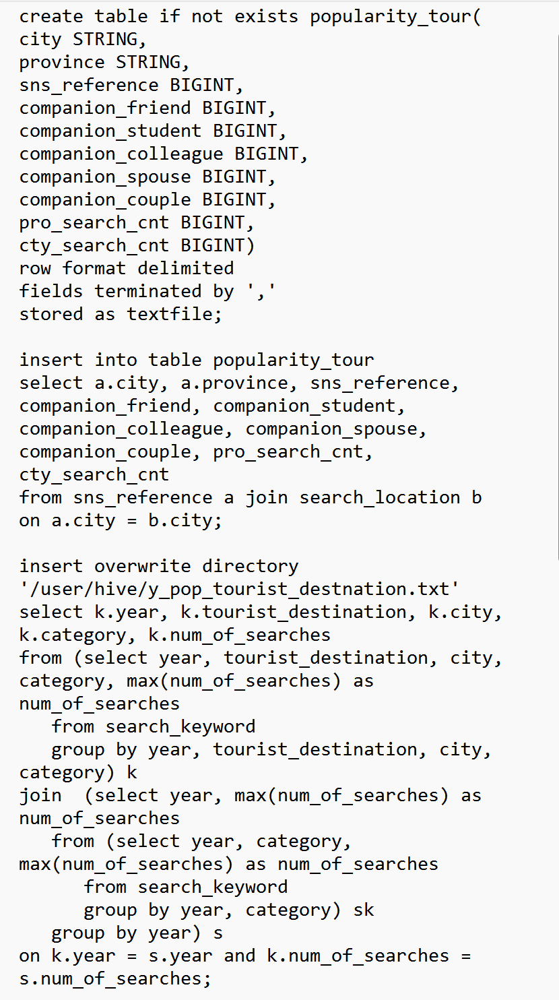 create table if not exists popularity_tour(
city STRING,
province STRING,
sns_reference BIGINT,
companion_friend BIGINT,
companion_student BIGINT,
companion_colleague BIGINT,
companion_spouse BIGINT,
companion_couple BIGINT,
pro_search_cnt BIGINT,
cty_search_cnt BIGINT)
row format delimited
fields terminated by ','
stored as textfile;

insert into table popularity_tour
select a.city, a.province, sns_reference,
companion_friend, companion_student,
companion_colleague, companion_spouse,
companion_couple, pro_search_cnt,
cty_search_cnt
from sns_reference a join search_location b
on a.city = b.city;

insert overwrite directory
'/user/hive/y_pop_tourist_destnation.txt'
select k.year, k.tourist_destination, k.city,
k.category, k.num_of_searches
from (select year, tourist_destination, city,
category, max(num_of_searches) as
num_of_searches
   from search_keyword
   group by year, tourist_destination, city,
category) k
join  (select year, max(num_of_searches) as
num_of_searches
   from (select year, category,
max(num_of_searches) as num_of_searches
      from search_keyword
      group by year, category) sk
   group by year) s
on k.year = s.year and k.num_of_searches =
s.num_of_searches;